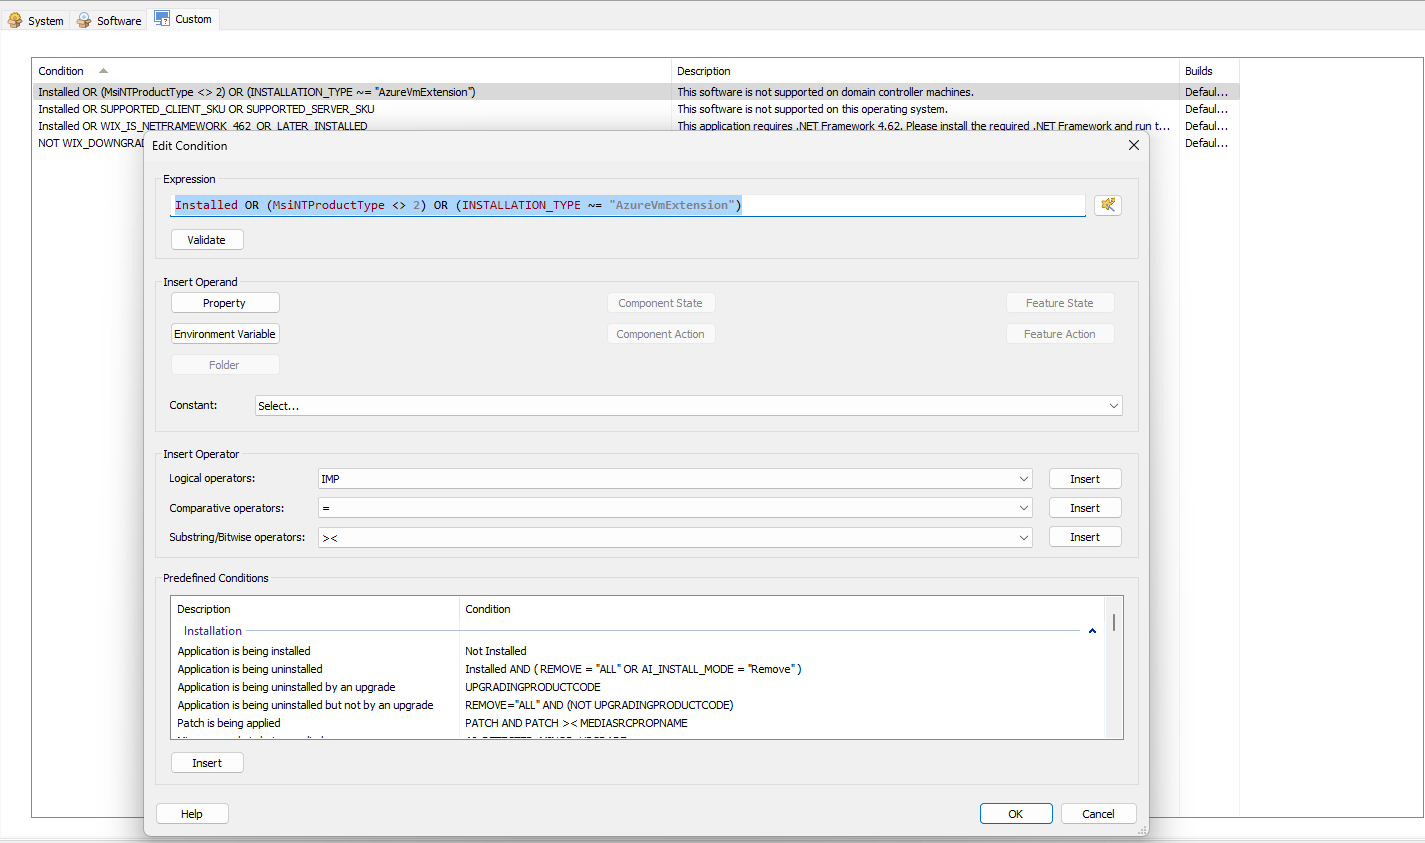 System Software Custom
Condition Description Builds
Installed OR (MsiNTProductType <> 2) OR (INSTALLATION_TYPE ~= "AzureVmExtension") This software is not supported on domain controller machines. Defaul...
Installed OR SUPPORTED_CLIENT_SKU OR SUPPORTED_SERVER_SKU This software is not supported on this operating system. Defaul...
Installed OR WIX_IS_NETFRAMEWORK_462_OR_LATER_INSTALLED This application requires .NET Framework 4.62. Please install the required .NET Framework and run t... Defaul...
NOT WIX_DOWNGRAD Defaul...
Edit Condition
Expression
Installed OR (MsiNTProductType <> 2) OR (INSTALLATION_TYPE ~= "AzureVmExtension")
Validate
Insert Operand
Property Component State Feature State
Environment Variable Component Action Feature Action
Folder
Constant: Select...
Insert Operator
Logical operators: IMP Insert
Comparative operators: = Insert
Substring/Bitwise operators: >< Insert
Predefined Conditions
Description Condition
Installation
Application is being installed Not Installed
Application is being uninstalled Installed AND ( REMOVE = "ALL" OR AI_INSTALL_MODE = "Remove" )
Application is being uninstalled by an upgrade UPGRADINGPRODUCTCODE
Application is being uninstalled but not by an upgrade REMOVE="ALL" AND (NOT UPGRADINGPRODUCTCODE)
Patch is being applied PATCH AND PATCH >< MEDIASRCPROPNAME
Insert
Help OK Cancel